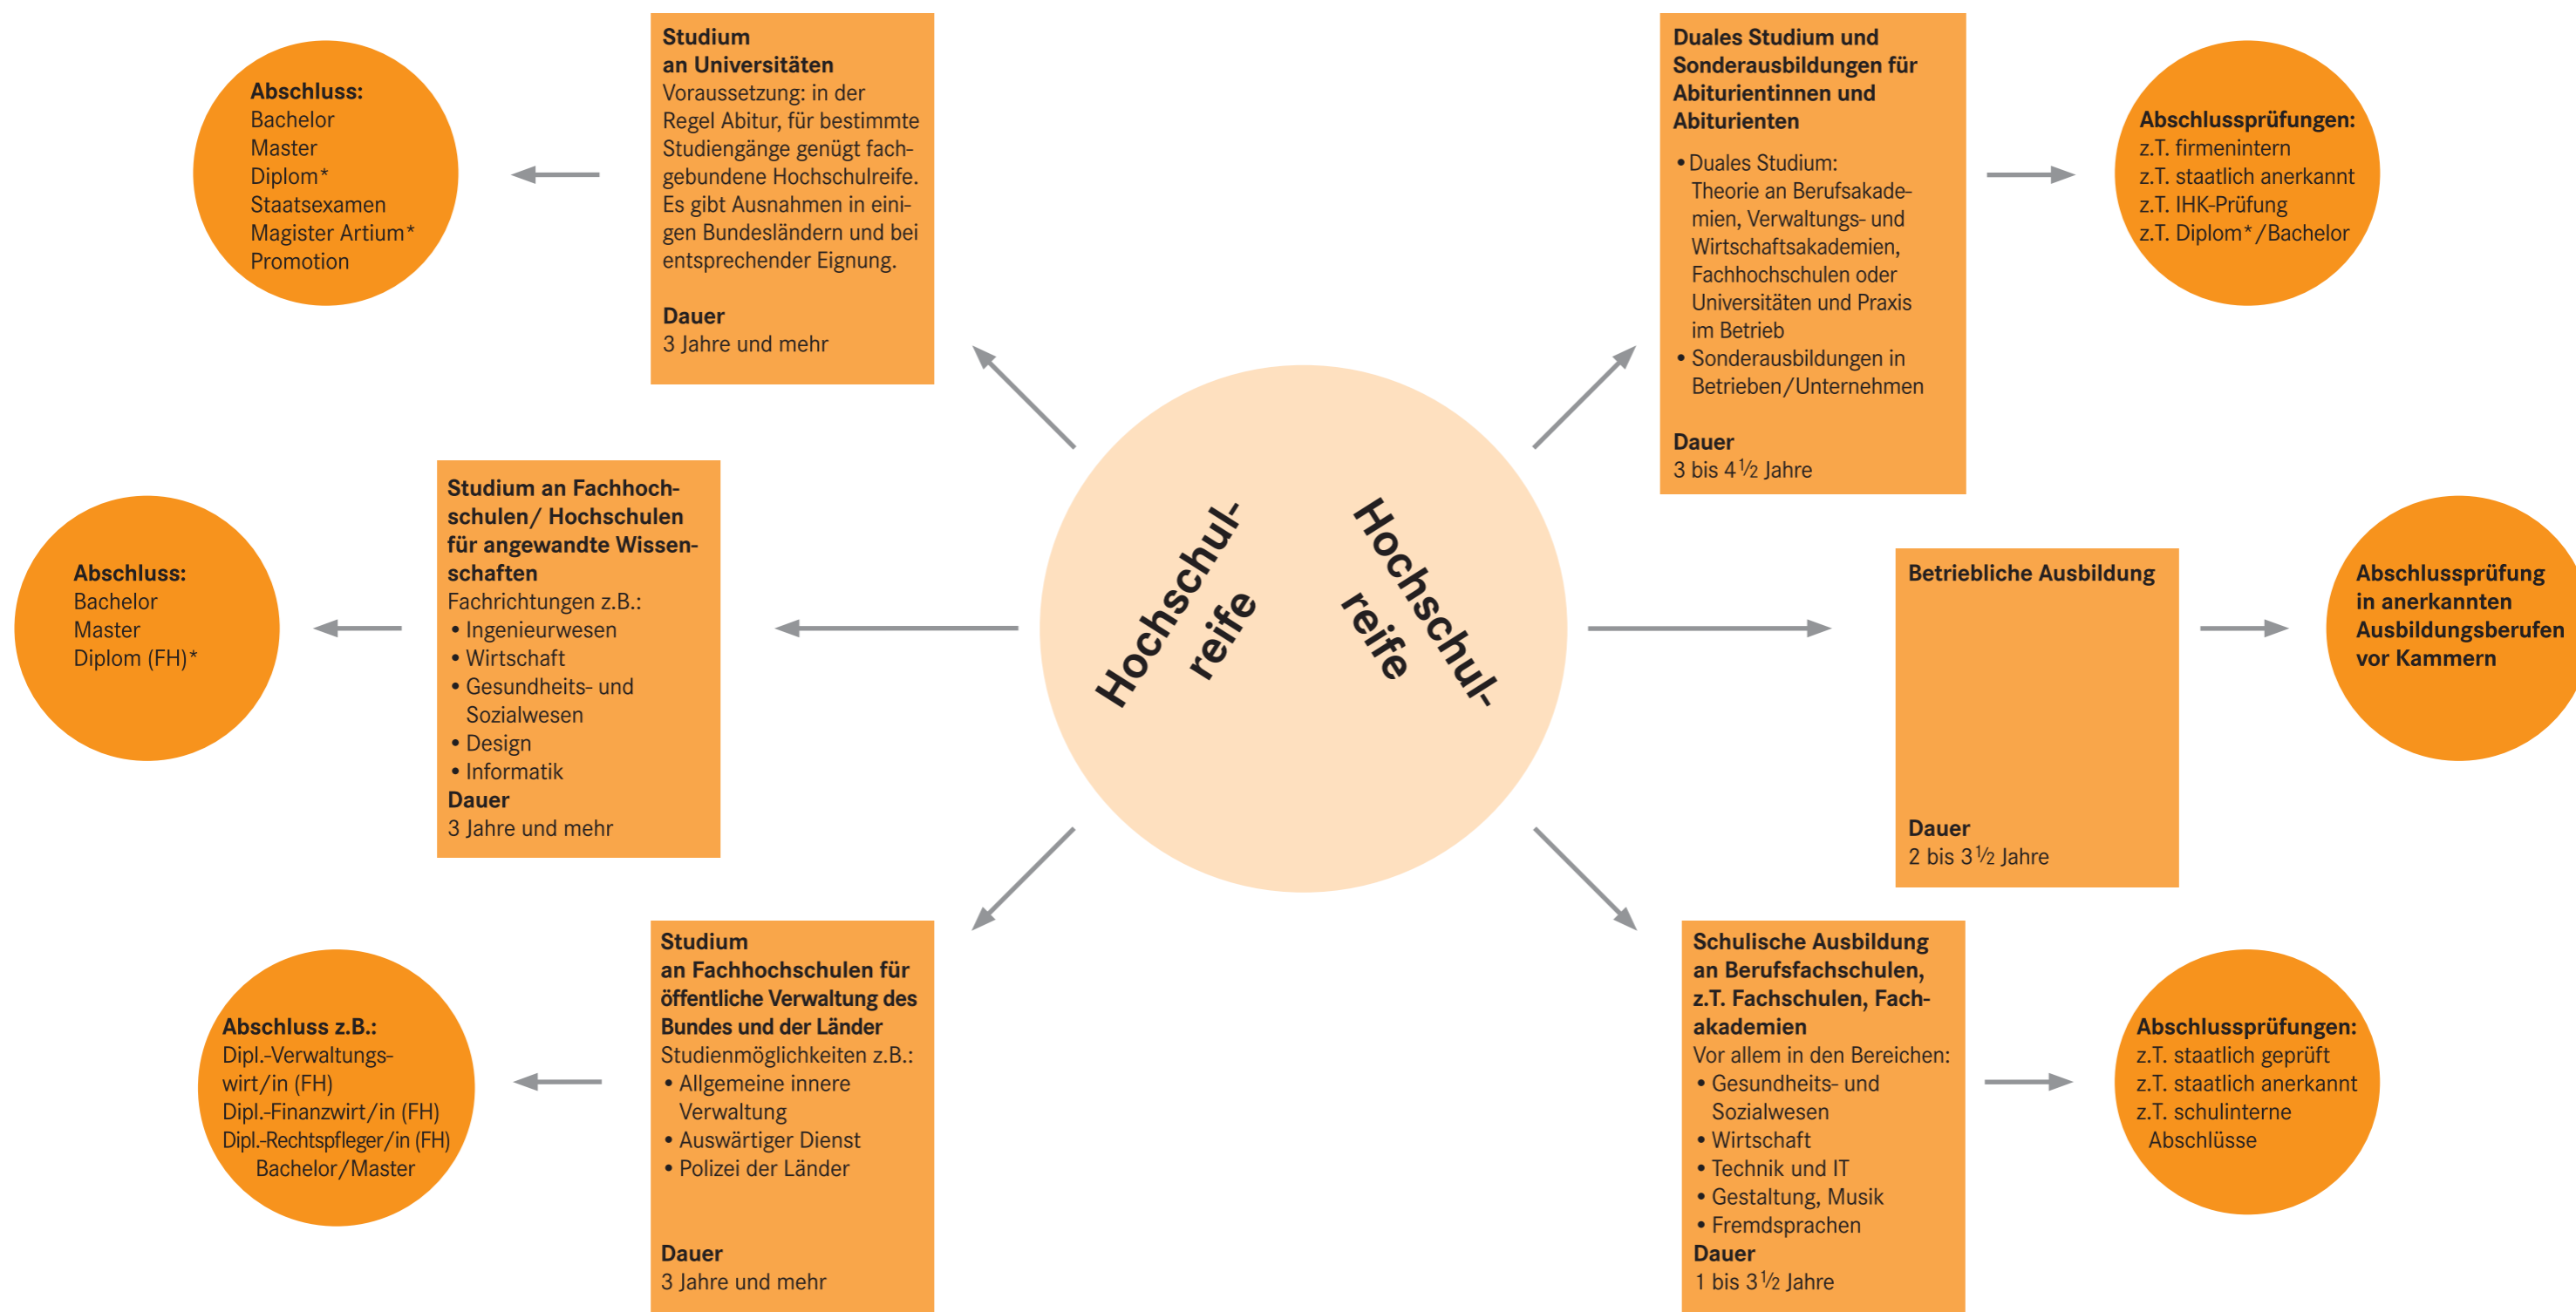 Abschluss:
Bachelor
Master
Diplom*
Staatsexamen
Magister Artium*
Promotion
Studium
an Universitäten
Voraussetzung: in der
Regel Abitur, für bestimmte
Studiengänge genügt fach-
gebundene Hochschulreife.
Es gibt Ausnahmen in eini-
gen Bundesländern und bei
entsprechender Eignung.
Dauer
3 Jahre und mehr
Duales Studium und
Sonderausbildungen für
Abiturientinnen und
Abiturienten
• Duales Studium:
Theorie an Berufsakade-
mien, Verwaltungs- und
Wirtschaftsakademien,
Fachhochschulen oder
Universitäten und Praxis
im Betrieb
• Sonderausbildungen in
Betrieben/Unternehmen
Dauer
3 bis 4 ½ Jahre
Abschlussprüfungen:
z.T. firmenintern
z.T. staatlich anerkannt
z.T. IHK-Prüfung
z.T. Diplom*/Bachelor
Abschluss:
Bachelor
Master
Diplom (FH)*
Studium an Fachhoch-
schulen/ Hochschulen
für angewandte Wissen-
schaften
Fachrichtungen z.B.:
• Ingenieurwesen
• Wirtschaft
• Gesundheits- und
Sozialwesen
• Design
• Informatik
Dauer
3 Jahre und mehr
Hochschul-
reife
Hochschul-
reife
Betriebliche Ausbildung
Dauer
2 bis 3 ½ Jahre
Abschlussprüfung
in anerkannten
Ausbildungsberufen
vor Kammern
Abschluss z.B.:
Dipl.-Verwaltungs-
wirt/in (FH)
Dipl.-Finanzwirt/in (FH)
Dipl.-Rechtspfleger/in (FH)
Bachelor/Master
Studium
an Fachhochschulen für
öffentliche Verwaltung des
Bundes und der Länder
Studienmöglichkeiten z.B.:
• Allgemeine innere
Verwaltung
• Auswärtiger Dienst
• Polizei der Länder
Dauer
3 Jahre und mehr
Schulische Ausbildung
an Berufsfachschulen,
z.T. Fachschulen, Fach-
akademien
Vor allem in den Bereichen:
• Gesundheits- und
Sozialwesen
• Wirtschaft
• Technik und IT
• Gestaltung, Musik
• Fremdsprachen
Dauer
1 bis 3 ½ Jahre
Abschlussprüfungen:
z.T. staatlich geprüft
z.T. staatlich anerkannt
z.T. schulinterne
Abschlüsse